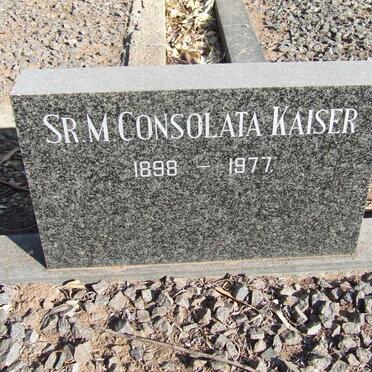 SR. M. CONSOLATA KAISER
1898 - 1977.